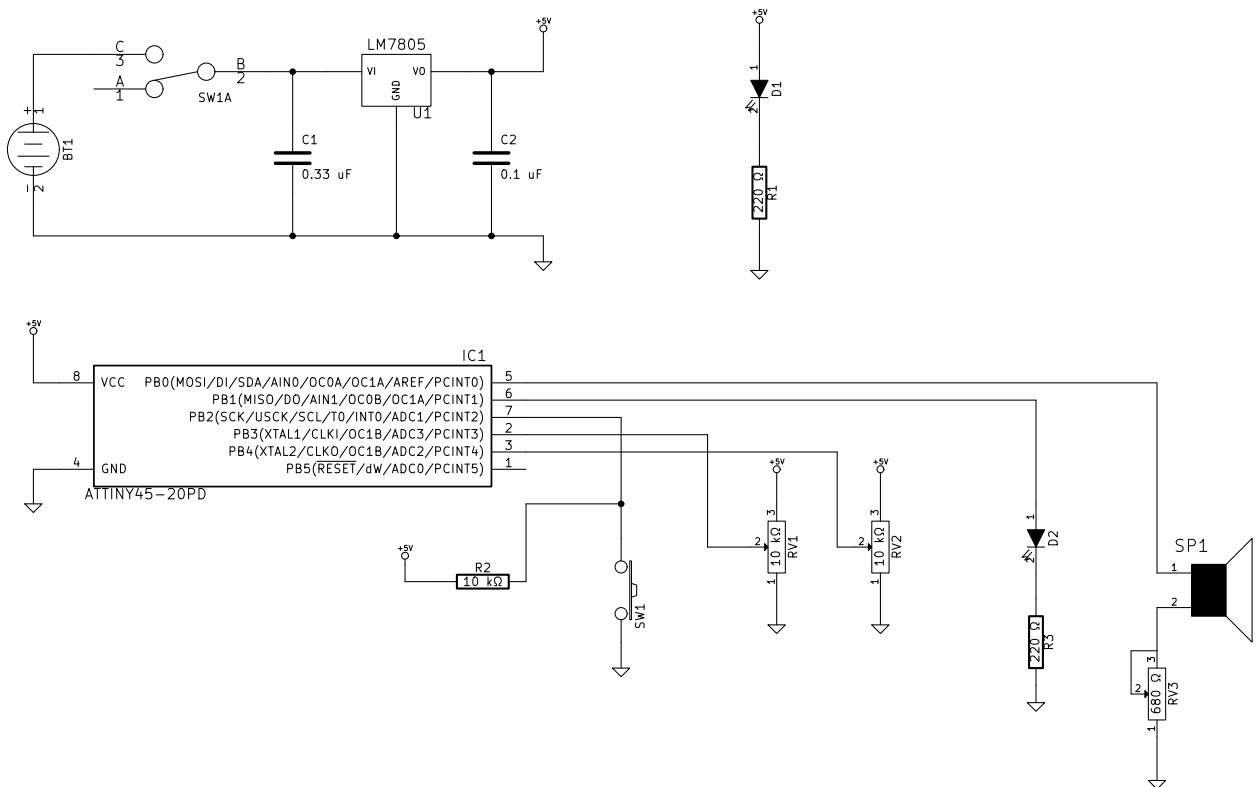 +5V
+5V
C
3
A
1
B
2
SW1A
LM7805
VI
VO
GND
U1
+
1
BT1
−
2
C1
0.33 uF
C2
0.1 uF
1
D1
2
220 Ω
R1
+5V
IC1
8
VCC
4
GND
PB0(MOSI/DI/SDA/AIN0/OC0A/OC1A/AREF/PCINT0)
5
PB1(MISO/DO/AIN1/OC0B/OC1A/PCINT1)
6
PB2(SCK/USCK/SCL/T0/INT0/ADC1/PCINT2)
7
PB3(XTAL1/CLKI/OC1B/ADC3/PCINT3)
2
PB4(XTAL2/CLKO/OC1B/ADC2/PCINT4)
3
PB5(RESET/dW/ADC0/PCINT5)
1
ATTINY45-20PD
+5V
R2
10 kΩ
SW1
+5V
3
2
10 kΩ
RV1
1
+5V
3
2
10 kΩ
RV2
1
1
D2
2
220 Ω
R3
SP1
1
2
3
2
680 Ω
RV3
1